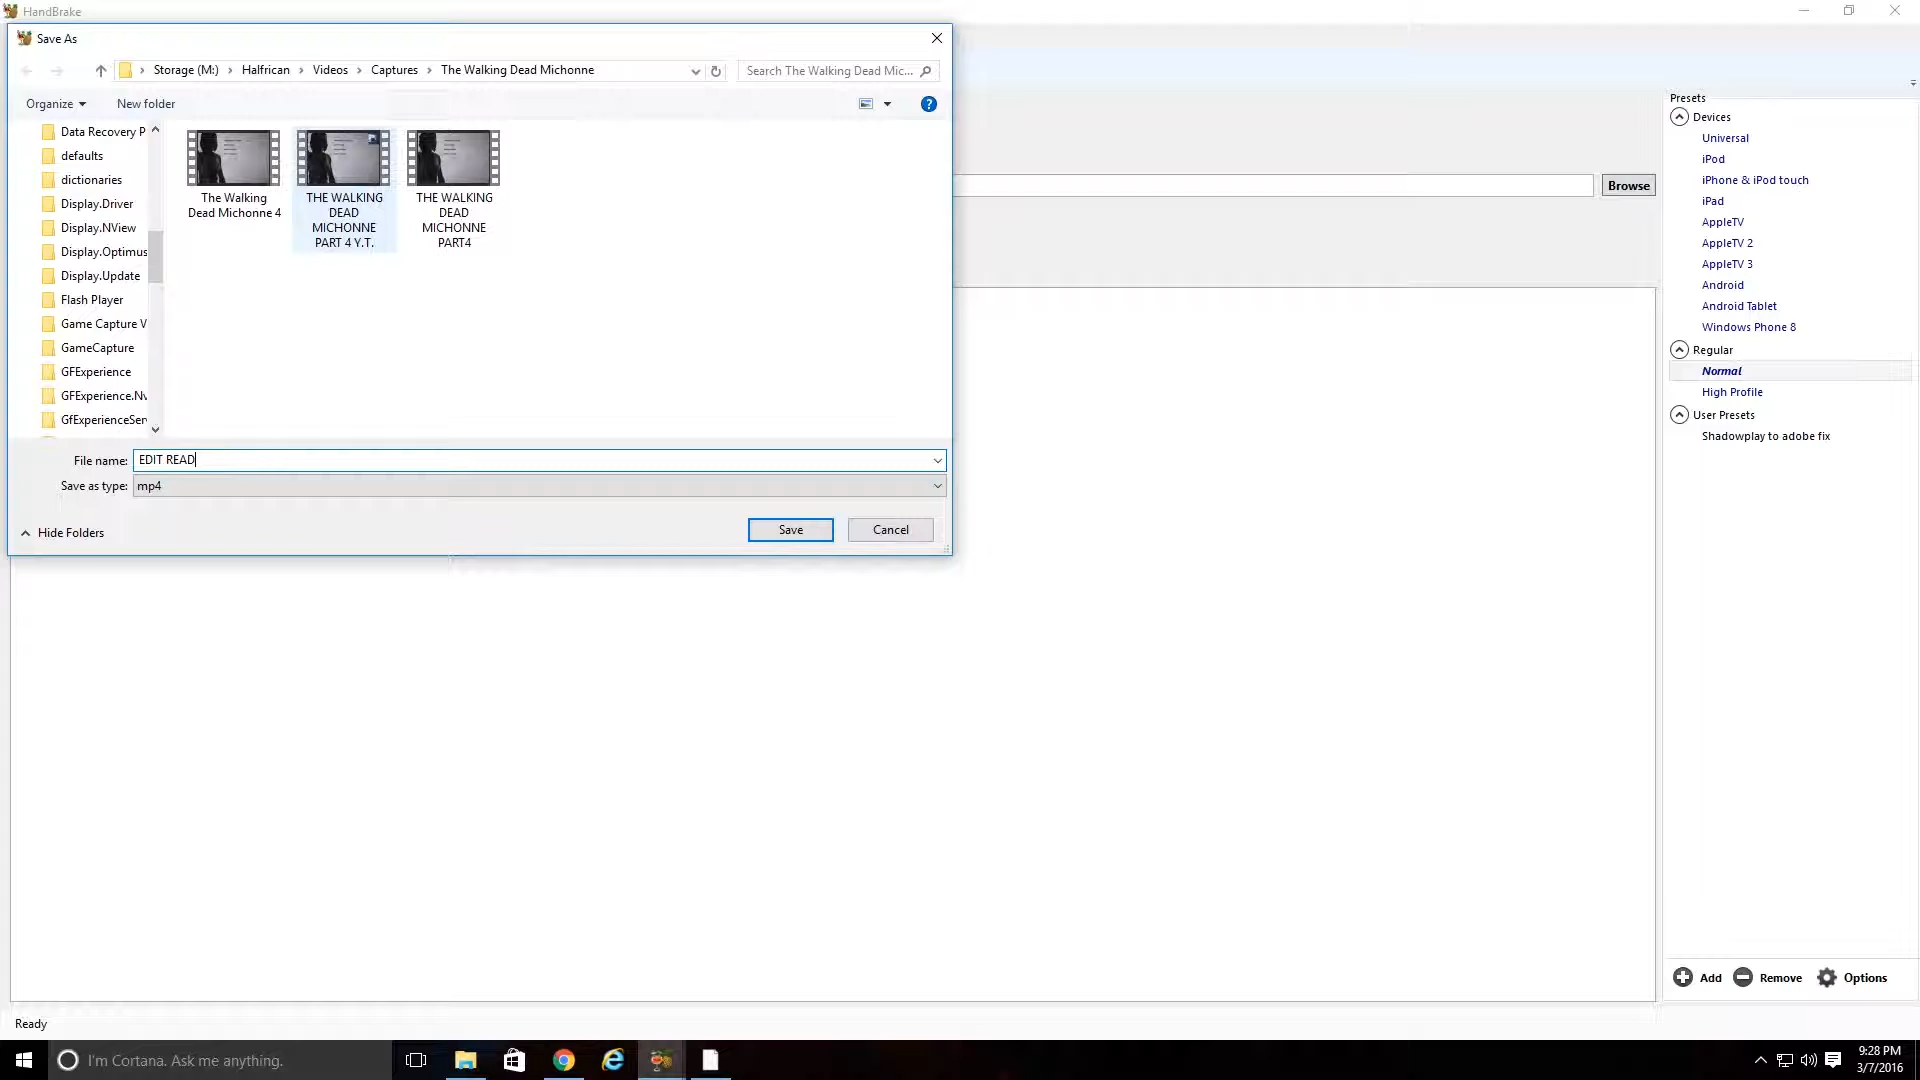 HandBrake
Save As
Storage (M:) > Halfrican > Videos > Captures > The Walking Dead Michonne
Search The Walking Dead Mic...
Organize
New folder
?
Data Recovery P
defaults
dictionaries
Display.Driver
Display.NView
Display.Optimus
Display.Update
Flash Player
Game Capture V
GameCapture
GFExperience
GFExperience.Nv
GfExperienceSer
The Walking
Dead Michonne 4
THE WALKING
DEAD
MICHONNE
PART 4 Y.T.
THE WALKING
DEAD
MICHONNE
PART4
File name: EDIT READ
Save as type: mp4
Hide Folders
Save
Cancel
Browse
Presets
Devices
Universal
iPod
iPhone & iPod touch
iPad
AppleTV
AppleTV 2
AppleTV 3
Android
Android Tablet
Windows Phone 8
Regular
Normal
High Profile
User Presets
Shadowplay to adobe fix
Add
Remove
Options
Ready
I'm Cortana. Ask me anything.
9:28 PM
3/7/2016